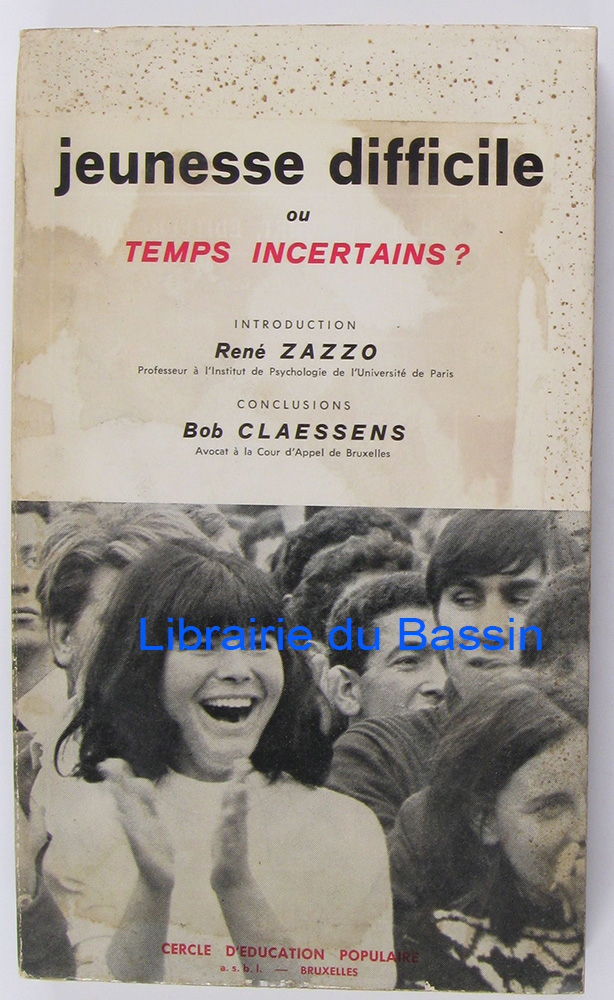 jeunesse difficile
ou
TEMPS INCERTAINS ?
INTRODUCTION
René ZAZZO
Professeur à l'Institut de Psychologie de l'Université de Paris
CONCLUSIONS
Bob CLAESSENS
Avocat à la Cour d'Appel de Bruxelles
Librairie du Bassin
CERCLE D'EDUCATION POPULAIRE
a. s. b. l. — BRUXELLES